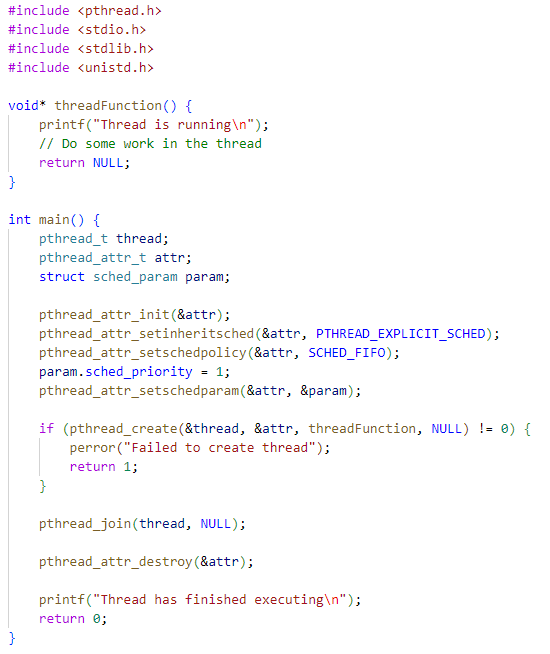 #include <pthread.h>
#include <stdio.h>
#include <stdlib.h>
#include <unistd.h>

void* threadFunction() {
    printf("Thread is running\n");
    // Do some work in the thread
    return NULL;
}

int main() {
    pthread_t thread;
    pthread_attr_t attr;
    struct sched_param param;

    pthread_attr_init(&attr);
    pthread_attr_setinheritsched(&attr, PTHREAD_EXPLICIT_SCHED);
    pthread_attr_setschedpolicy(&attr, SCHED_FIFO);
    param.sched_priority = 1;
    pthread_attr_setschedparam(&attr, &param);

    if (pthread_create(&thread, &attr, threadFunction, NULL) != 0) {
        perror("Failed to create thread");
        return 1;
    }

    pthread_join(thread, NULL);

    pthread_attr_destroy(&attr);

    printf("Thread has finished executing\n");
    return 0;
}